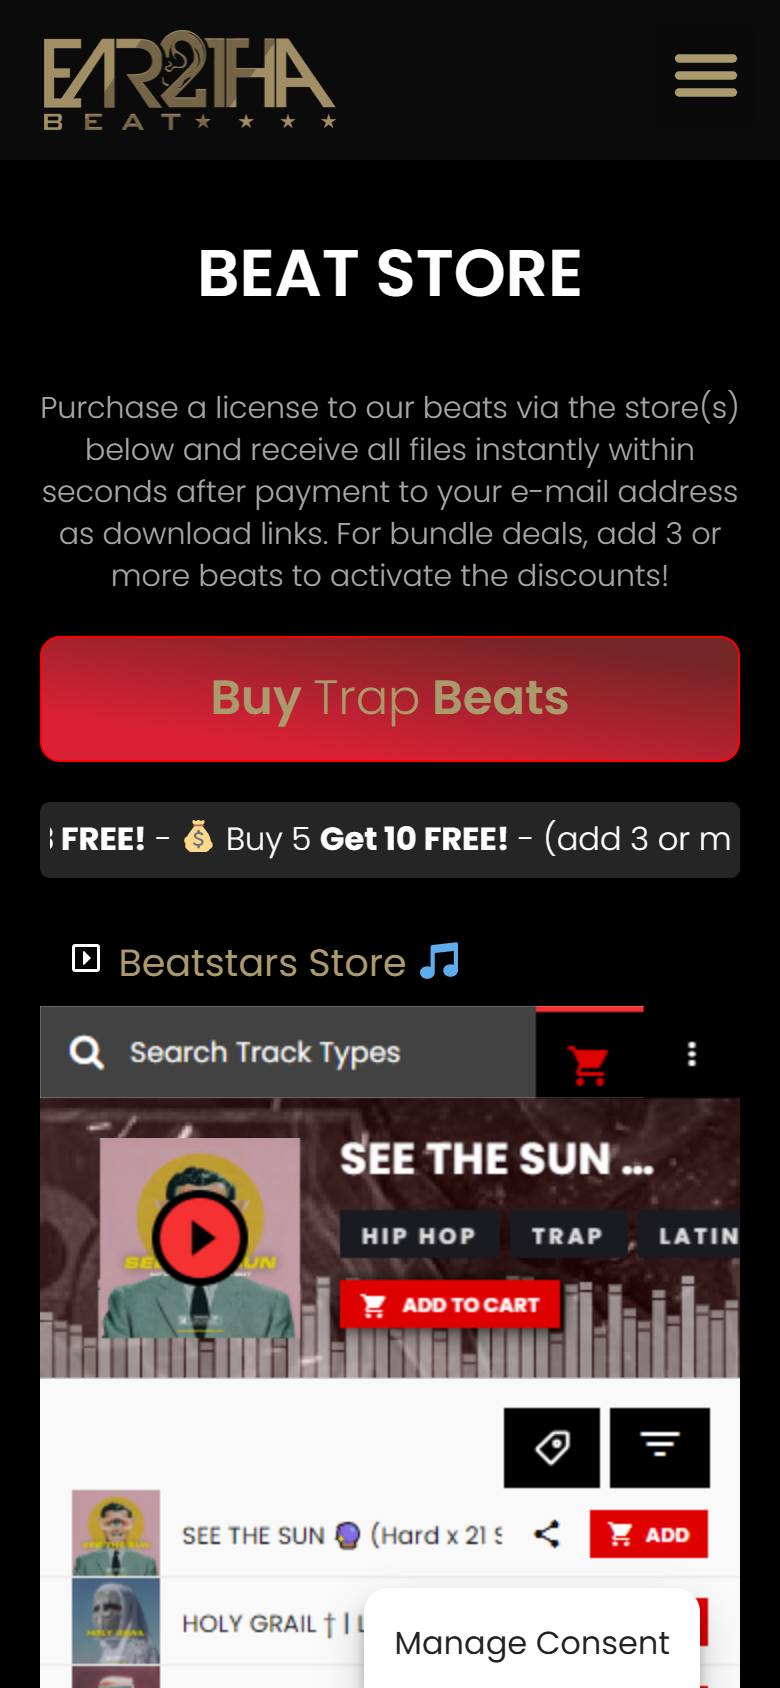 EAR2THA
BEAT
BEAT STORE
Purchase a license to our beats via the store(s)
below and receive all files instantly within
seconds after payment to your e-mail address
as download links. For bundle deals, add 3 or
more beats to activate the discounts!
Buy Trap Beats
FREE! - 💰 Buy 5 Get 10 FREE! - (add 3 or m
Beatstars Store 🎵
Search Track Types
SEE THE SUN ...
HIP HOP TRAP LATIN
ADD TO CART
SEE THE SUN 🔮 (Hard x 21 S
ADD
HOLY GRAIL † | L
Manage Consent